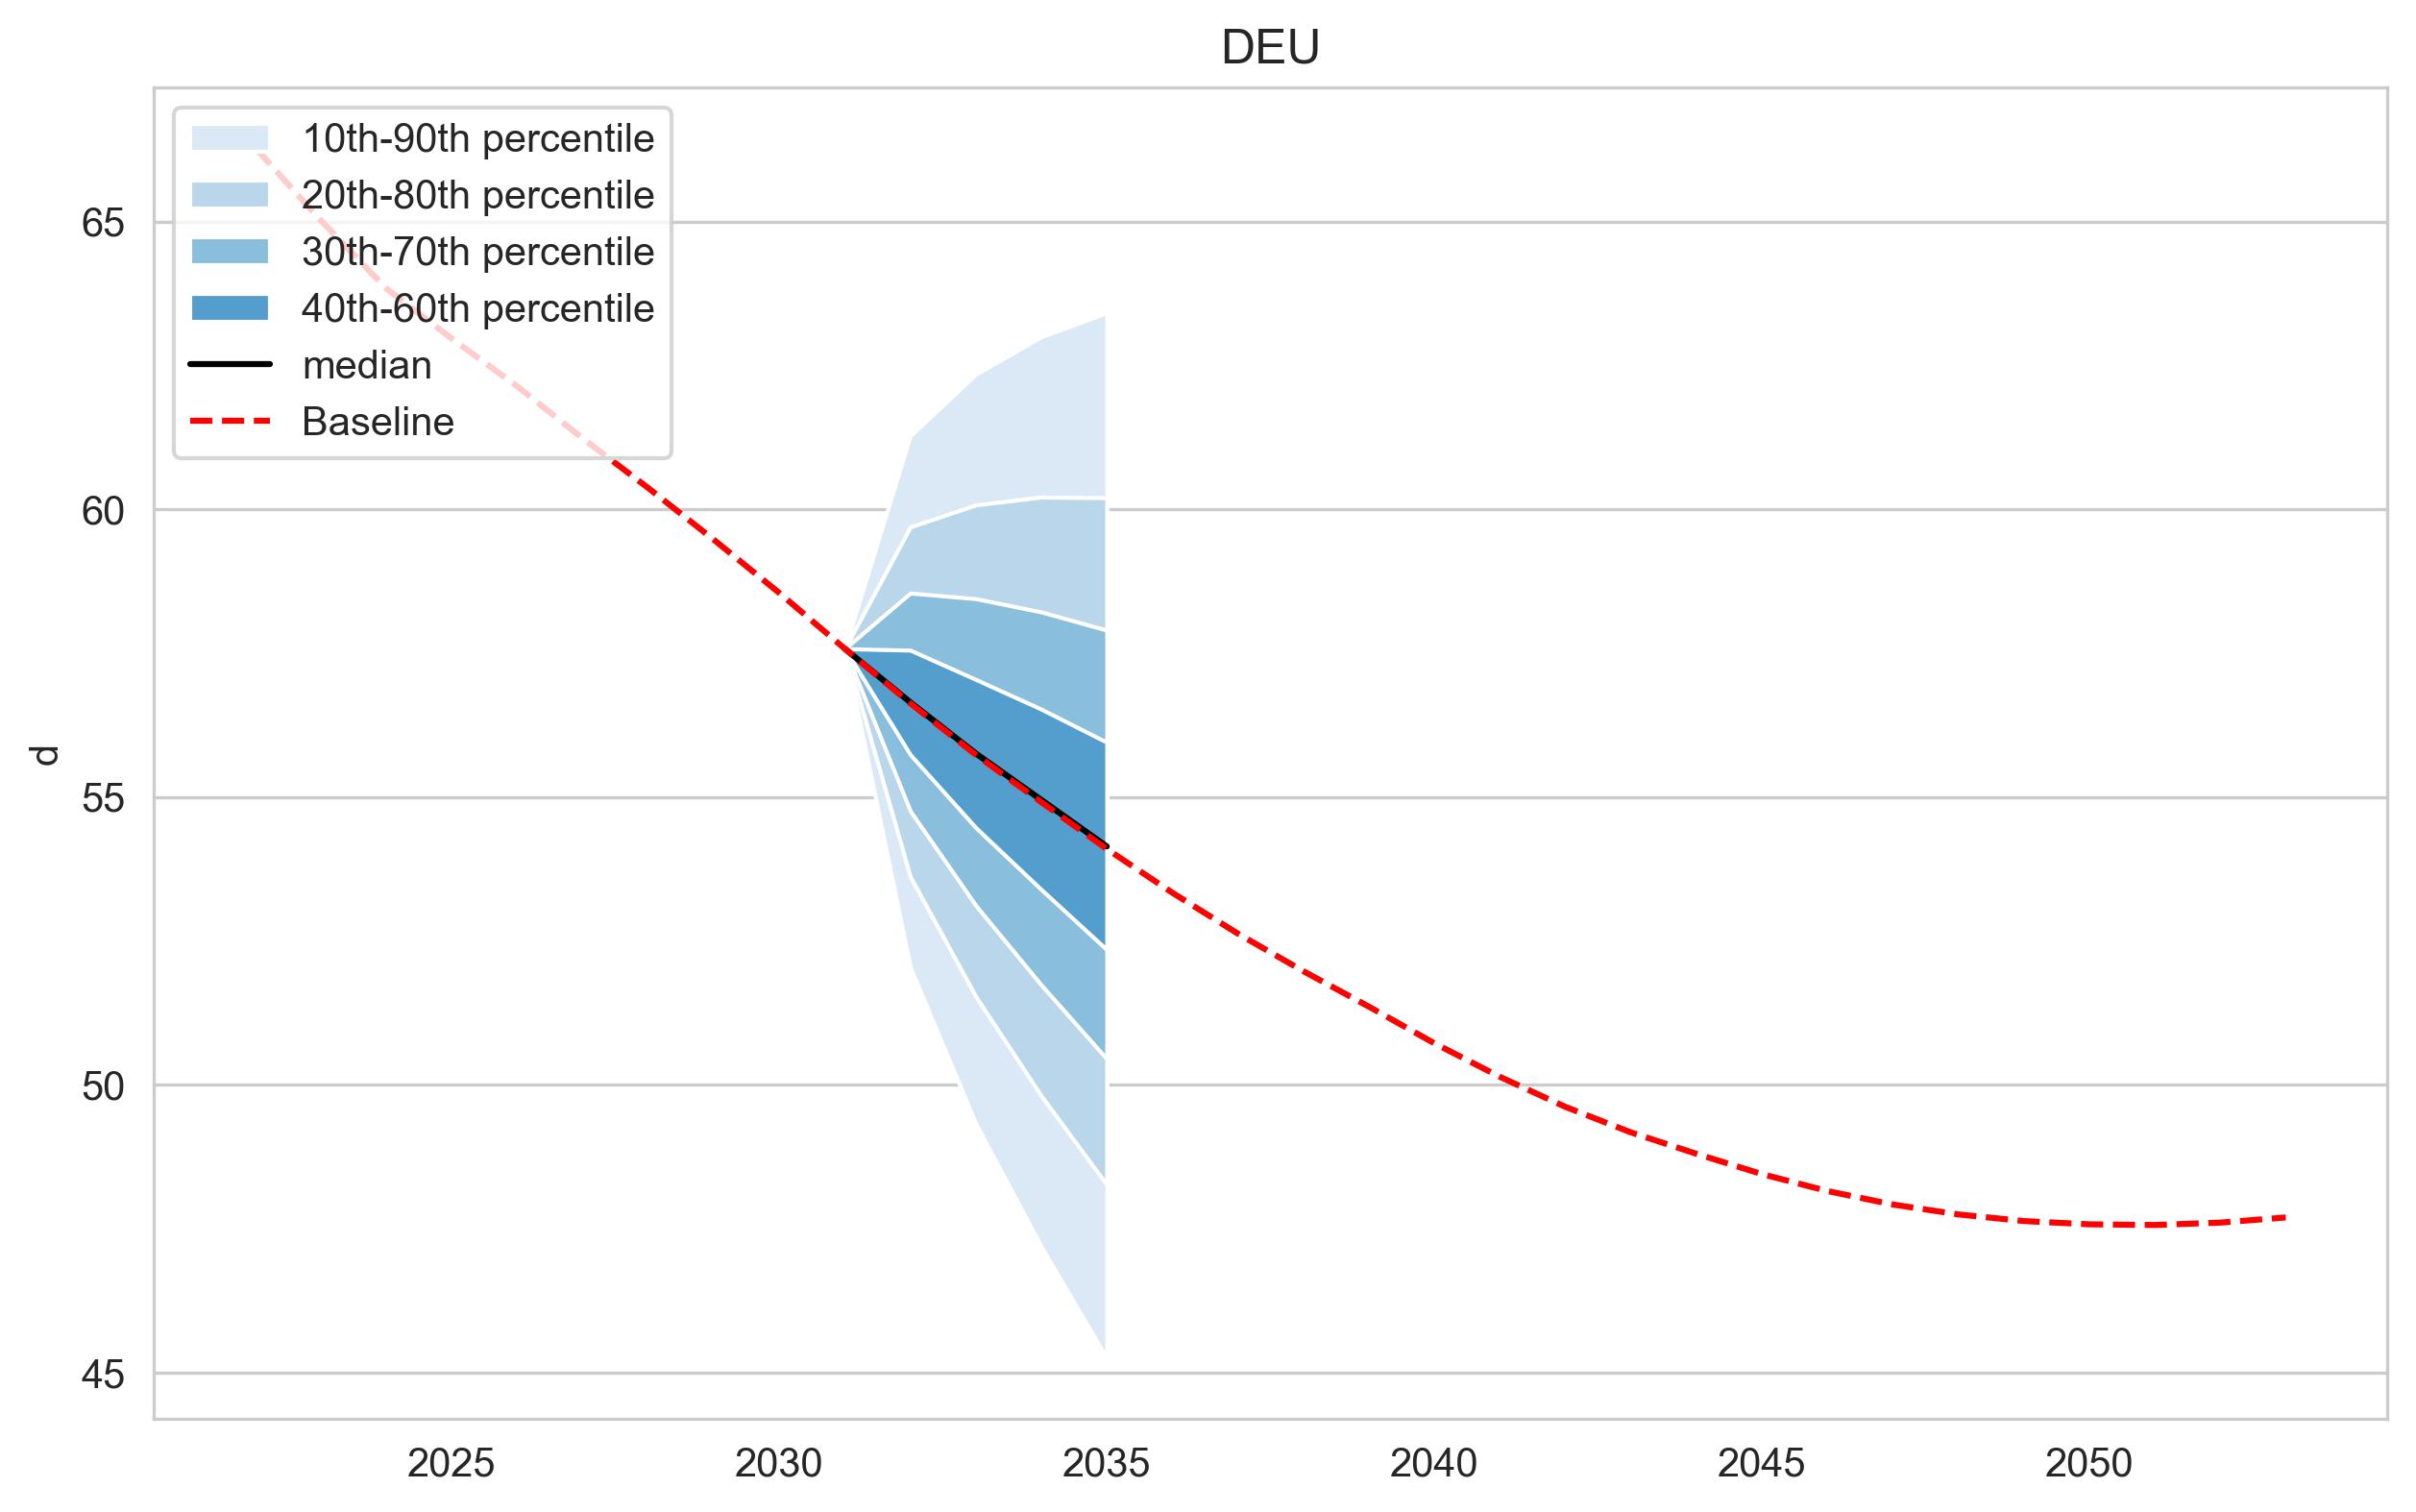 DEU
10th-90th percentile
20th-80th percentile
30th-70th percentile
40th-60th percentile
median
Baseline
65
60
55
50
45
d
2025
2030
2035
2040
2045
2050